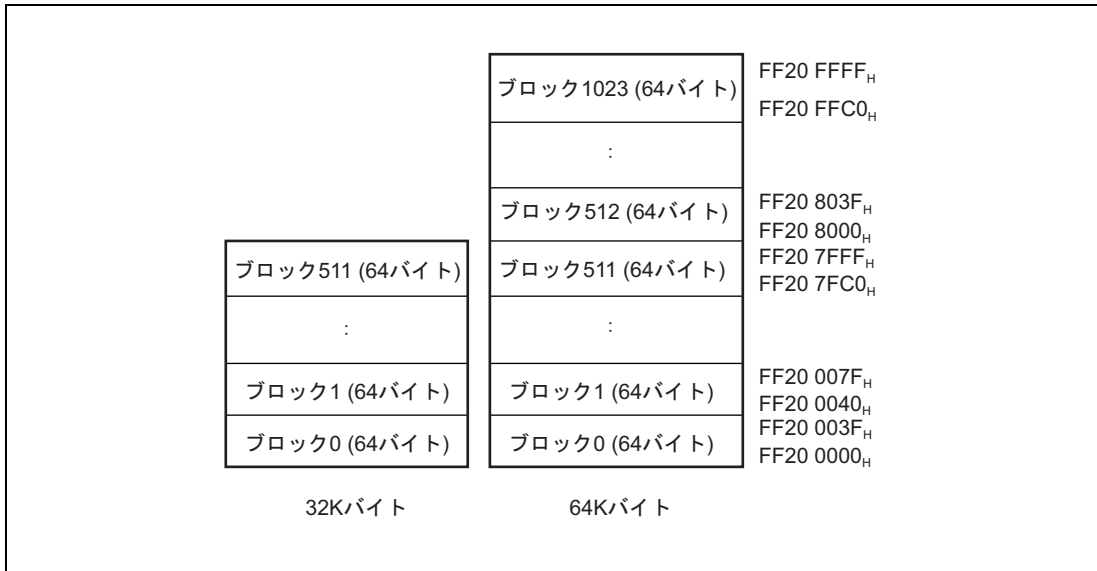 ブロック1023 (64バイト)
FF20 FFFFH
FF20 FFC0H
:
ブロック512 (64バイト)
FF20 803FH
FF20 8000H
ブロック511 (64バイト)
ブロック511 (64バイト)
FF20 7FFFH
FF20 7FC0H
:
:
ブロック1 (64バイト)
ブロック1 (64バイト)
FF20 007FH
FF20 0040H
ブロック0 (64バイト)
ブロック0 (64バイト)
FF20 003FH
FF20 0000H
32Kバイト
64Kバイト